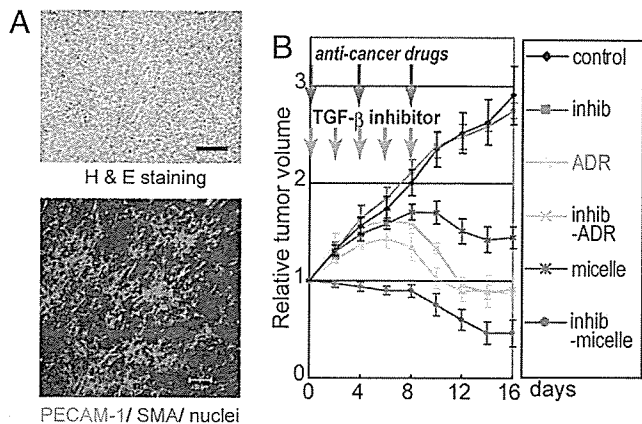 A
H & E staining
PECAM-1/ SMA/ nuclei
B
anti-cancer drugs
TGF-β inhibitor
Relative tumor volume
3
2
1
0
0 4 8 12 16 days
control
inhib
ADR
inhib
-ADR
micelle
inhib
-micelle